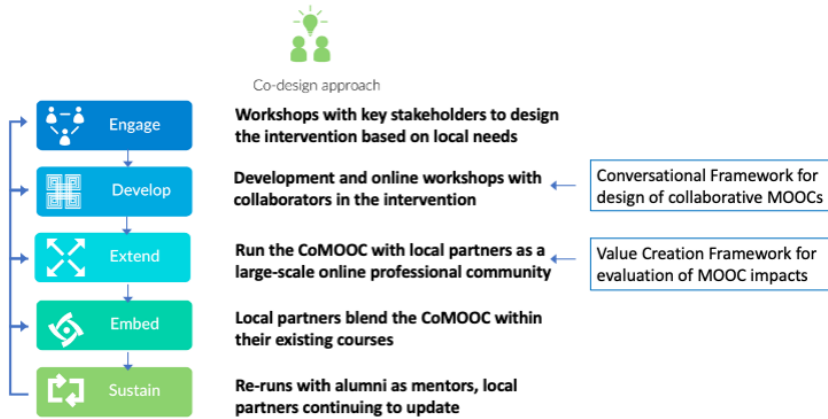 Co-design approach
Engage
Workshops with key stakeholders to design
the intervention based on local needs
Develop
Development and online workshops with
collaborators in the intervention
Conversational Framework for
design of collaborative MOOCs
Extend
Run the CoMOOC with local partners as a
large-scale online professional community
Value Creation Framework for
evaluation of MOOC impacts
Embed
Local partners blend the CoMOOC within
their existing courses
Sustain
Re-runs with alumni as mentors, local
partners continuing to update